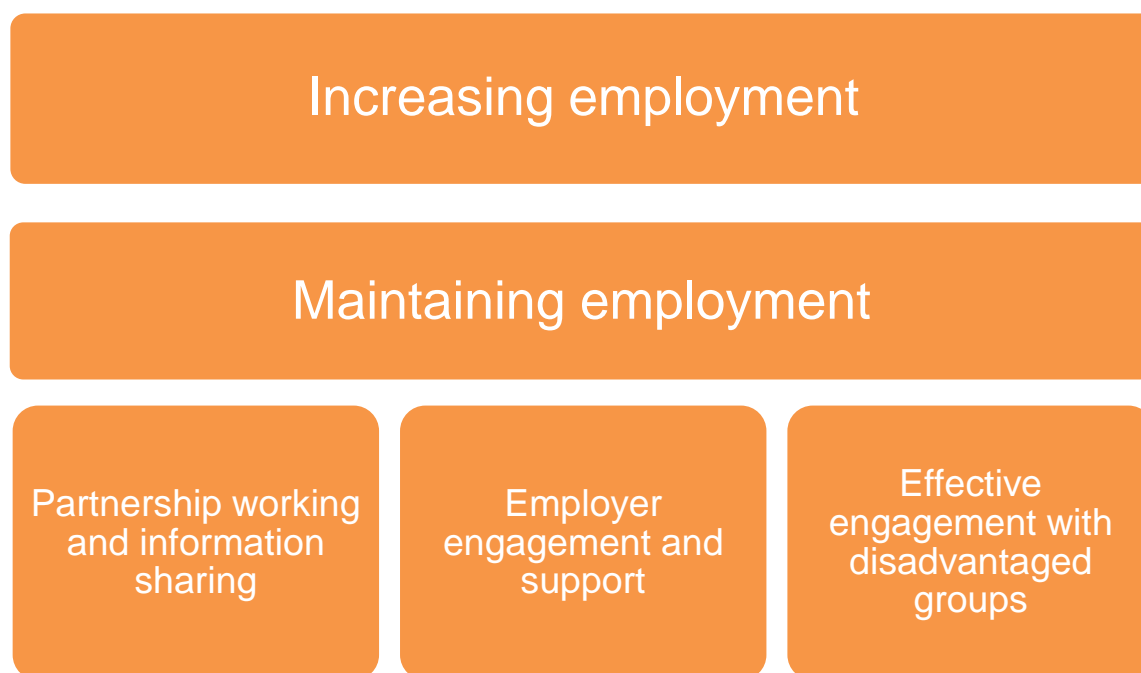 Increasing employment
Maintaining employment
Partnership working
and information
sharing
Employer
engagement and
support
Effective
engagement with
disadvantaged
groups